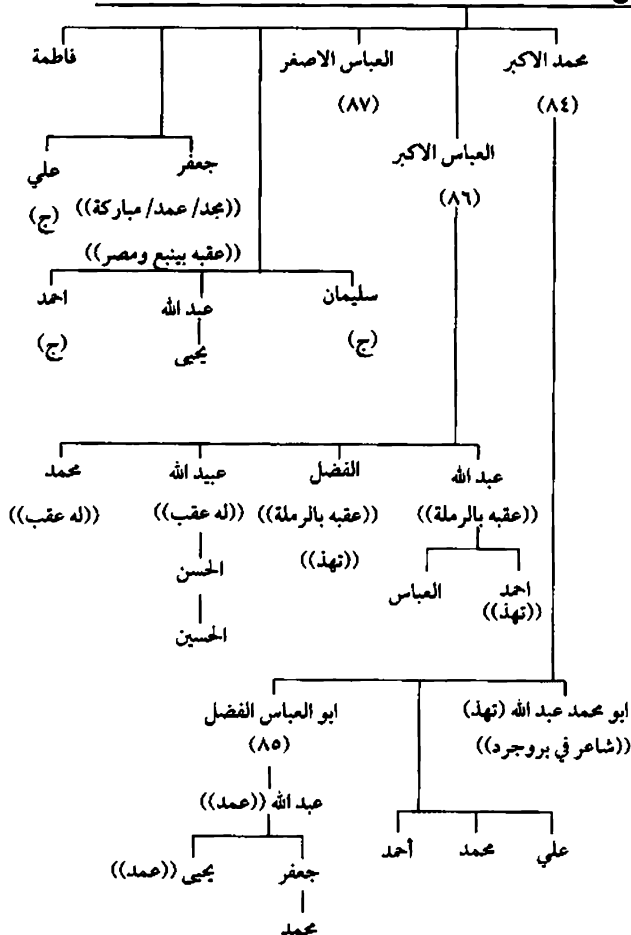 محمد الاكبر العباس الاصغر فاطمة
(٨٤) (٨٧)
العباس الاكبر
(٨٦)
جعفر علي
((مجد/ عمد/ مباركة)) (ج)
((عقبه بينبع ومصر))
سليمان عبد الله احمد
(ج) يحيى (ج)
عبد الله الفضل عبيد الله محمد
((عقبه بالرملة)) ((عقبه بالرملة)) ((له عقب)) ((له عقب))
((تهذ))
احمد العباس الحسن
((تهذ))
الحسين
ابو محمد عبد الله (تهذ) ابو العباس الفضل
((شاعر في بروجرد)) (٨٥)
عبد الله ((عمد))
علي محمد أحمد
جعفر يحيى ((عمد))
محمد